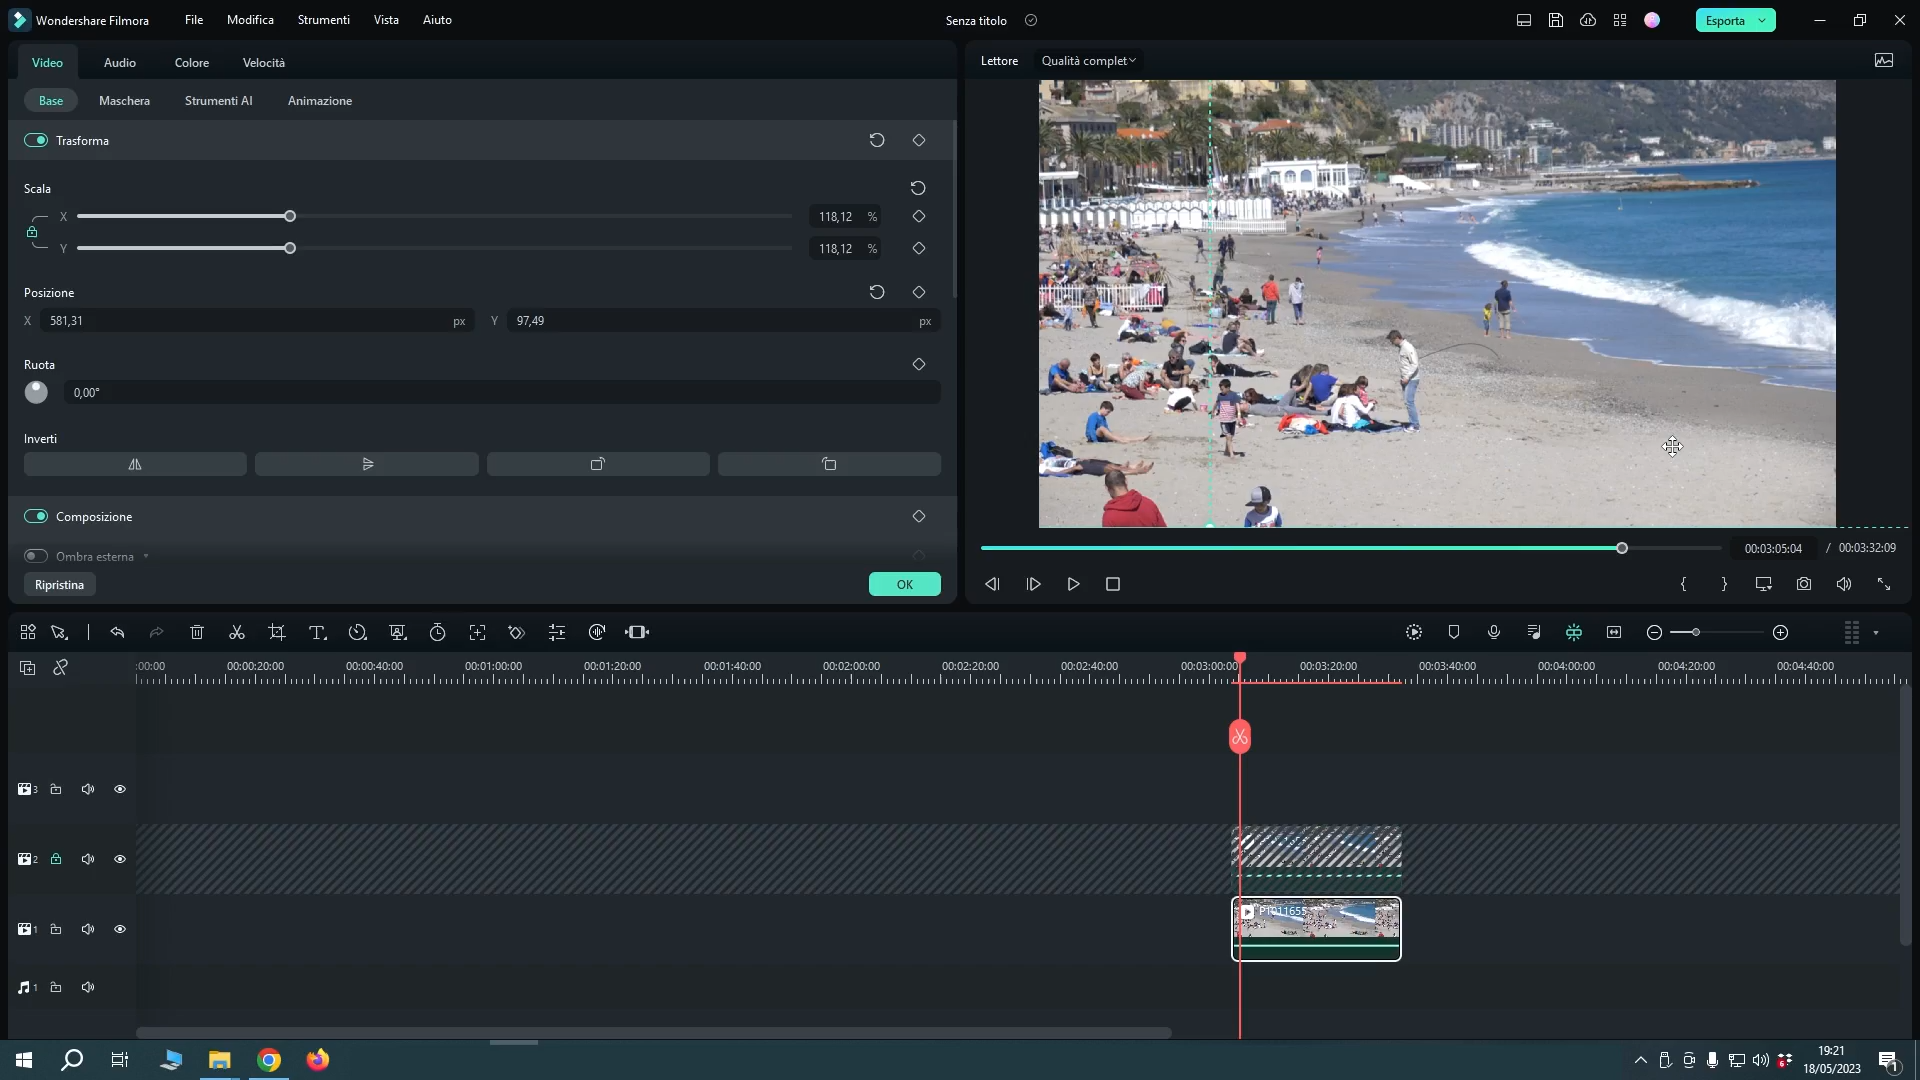 Wondershare Filmora
File
Modifica
Strumenti
Vista
Aiuto
Senza titolo
Esporta
Video
Audio
Colore
Velocità
Lettore
Qualità complet
Base
Maschera
Strumenti AI
Animazione
Trasforma
Scala
X
118,12
%
Y
118,12
%
Posizione
X
581,31
px
Y
97,49
px
Ruota
0,00°
Inverti
Composizione
Ombra esterna
Ripristina
OK
00:03:05:04
/
00:03:32:09
{
}
:00:00
00:00:20:00
00:00:40:00
00:01:00:00
00:01:20:00
00:01:40:00
00:02:00:00
00:02:20:00
00:02:40:00
00:03:00:00
00:03:20:00
00:03:40:00
00:04:00:00
00:04:20:00
00:04:40:00
3
2
1
P1011655
1
19:21
18/05/2023
1